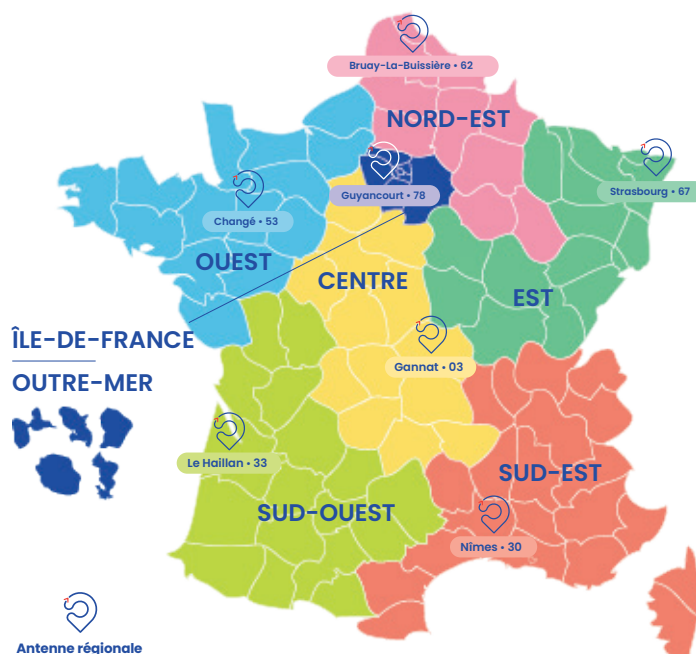 Bruay-La-Buissière • 62
NORD-EST
Strasbourg • 67
Guyancourt • 78
Changé • 53
OUEST
CENTRE
EST
ÎLE-DE-FRANCE
OUTRE-MER
Gannat • 03
Le Haillan • 33
SUD-EST
SUD-OUEST
Nîmes • 30
Antenne régionale